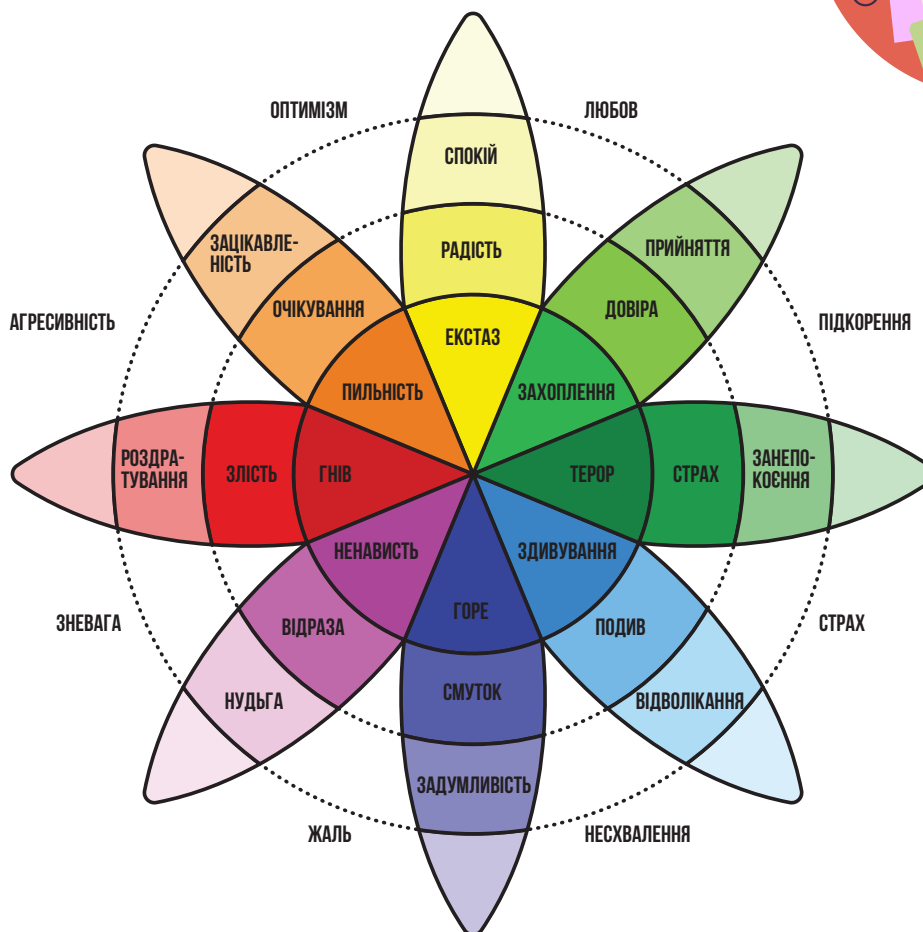 ОПТИМІЗМ
ЛЮБОВ
СПОКІЙ
ЗАЦІКАВЛЕ-
НІСТЬ
РАДІСТЬ
ПРИЙНЯТТЯ
ОЧІКУВАННЯ
ДОВІРА
АГРЕСИВНІСТЬ
ПІДКОРЕННЯ
ЕКСТАЗ
ПИЛЬНІСТЬ
ЗАХОПЛЕННЯ
РОЗДРА-
ТУВАННЯ
ЗЛІСТЬ
ГНІВ
ТЕРОР
СТРАХ
ЗАНЕПО-
КОЄННЯ
НЕНАВИСТЬ
ЗДИВУВАННЯ
ЗНЕВАГА
ВІДРАЗА
ГОРЕ
ПОДИВ
СТРАХ
НУДЬГА
СМУТОК
ВІДВОЛІКАННЯ
ЗАДУМЛИВІСТЬ
ЖАЛЬ
НЕСХВАЛЕННЯ